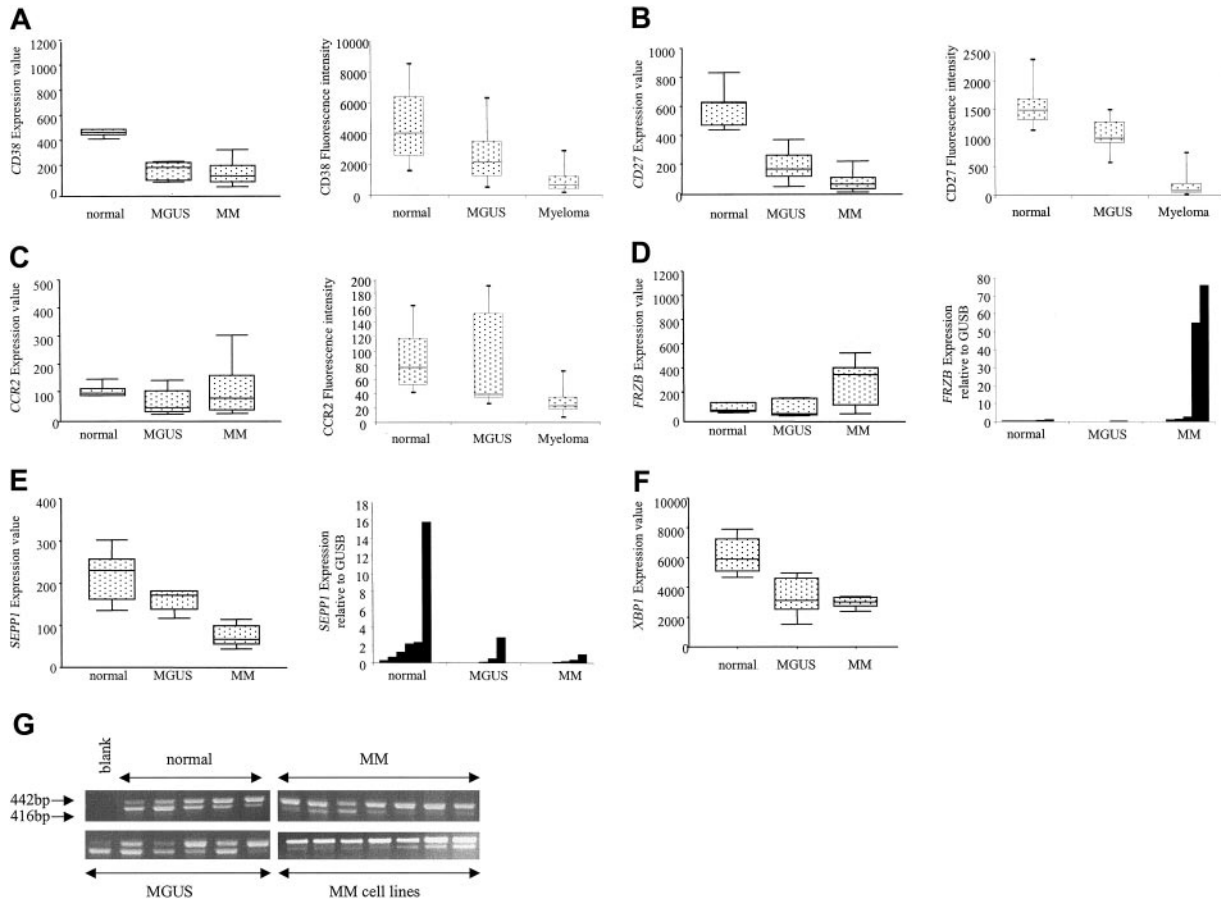 A
CD38 Expression value
1200
1000
800
600
400
200
0
normal MGUS MM
CD38 Fluorescence intensity
10000
8000
6000
4000
2000
0
normal MGUS Myeloma
B
CD27 Expression value
1000
800
600
400
200
0
normal MGUS MM
CD27 Fluorescence intensity
2500
2000
1500
1000
500
0
normal MGUS Myeloma
C
CCR2 Expression value
500
400
300
200
100
0
normal MGUS MM
CCR2 Fluorescence intensity
200
180
160
140
120
100
80
60
40
20
0
normal MGUS Myeloma
D
FRZB Expression value
1200
1000
800
600
400
200
0
normal MGUS MM
FRZB Expression
relative to GUSB
80
70
60
50
40
30
20
10
0
normal MGUS MM
E
SEPP1 Expression value
400
300
200
100
0
normal MGUS MM
SEPP1 Expression
relative to GUSB
18
16
14
12
10
8
6
4
2
0
normal MGUS MM
F
XBP1 Expression value
10000
8000
6000
4000
2000
0
normal MGUS MM
G
blank
normal
MM
442bp
416bp
MGUS
MM cell lines